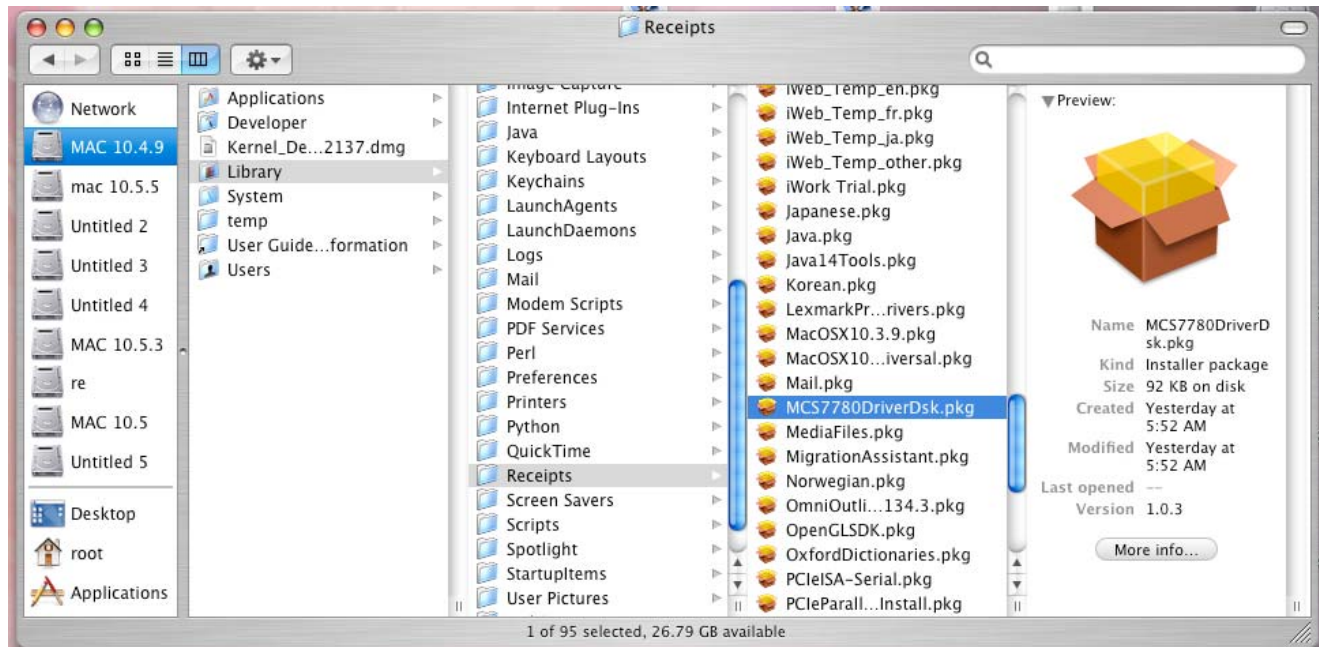 Receipts
Network
MAC 10.4.9
mac 10.5.5
Untitled 2
Untitled 3
Untitled 4
MAC 10.5.3
re
MAC 10.5
Untitled 5
Desktop
root
Applications
Applications
Developer
Kernel_De...2137.dmg
Library
System
temp
User Guide...formation
Users
Image Capture
Internet Plug-Ins
Java
Keyboard Layouts
Keychains
LaunchAgents
LaunchDaemons
Logs
Mail
Modem Scripts
PDF Services
Perl
Preferences
Printers
Python
QuickTime
Receipts
Screen Savers
Scripts
Spotlight
StartupItems
User Pictures
iWeb_Temp_en.pkg
iWeb_Temp_fr.pkg
iWeb_Temp_ja.pkg
iWeb_Temp_other.pkg
iWork Trial.pkg
Japanese.pkg
Java.pkg
Java14Tools.pkg
Korean.pkg
LexmarkPr...rivers.pkg
MacOSX10.3.9.pkg
MacOSX10...iversal.pkg
Mail.pkg
MCS7780DriverDsk.pkg
MediaFiles.pkg
MigrationAssistant.pkg
Norwegian.pkg
OmniOutli...134.3.pkg
OpenGLSDK.pkg
OxfordDictionaries.pkg
PCIeISA-Serial.pkg
PCIeParall...Install.pkg
Preview:
Name MCS7780DriverD
sk.pkg
Kind Installer package
Size 92 KB on disk
Created Yesterday at
5:52 AM
Modified Yesterday at
5:52 AM
Last opened --
Version 1.0.3
More info...
1 of 95 selected, 26.79 GB available